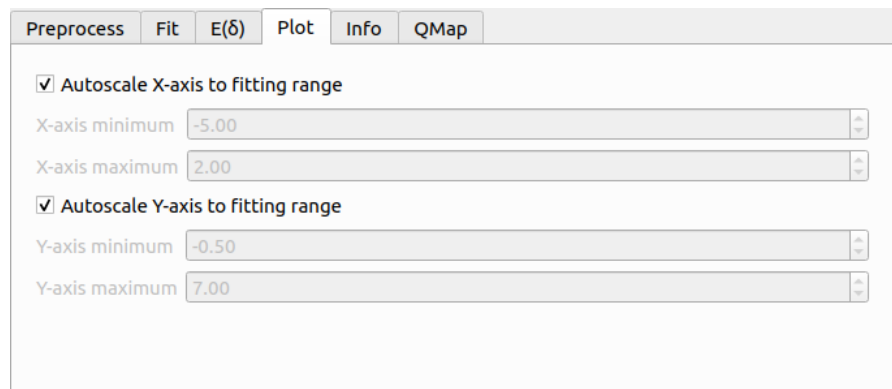 Preprocess Fit E(δ) Plot Info QMap
Autoscale X-axis to fitting range
X-axis minimum -5.00
X-axis maximum 2.00
Autoscale Y-axis to fitting range
Y-axis minimum -0.50
Y-axis maximum 7.00